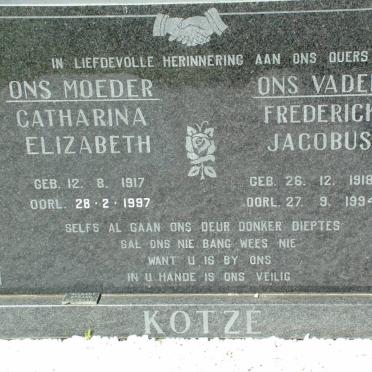 IN LIEFDEVOLLE HERINNERING AAN ONS OUERS
ONS MOEDER
CATHARINA
ELIZABETH
GEB. 12. 8. 1917
OORL. 28·2·1997
ONS VADER
FREDERICK
JACOBUS
GEB. 26. 12. 1918
OORL. 27. 9. 1994
SELFS AL GAAN ONS DEUR DONKER DIEPTES
SAL ONS NIE BANG WEES NIE
WANT U IS BY ONS
IN U HANDE IS ONS VEILIG
KOTZE